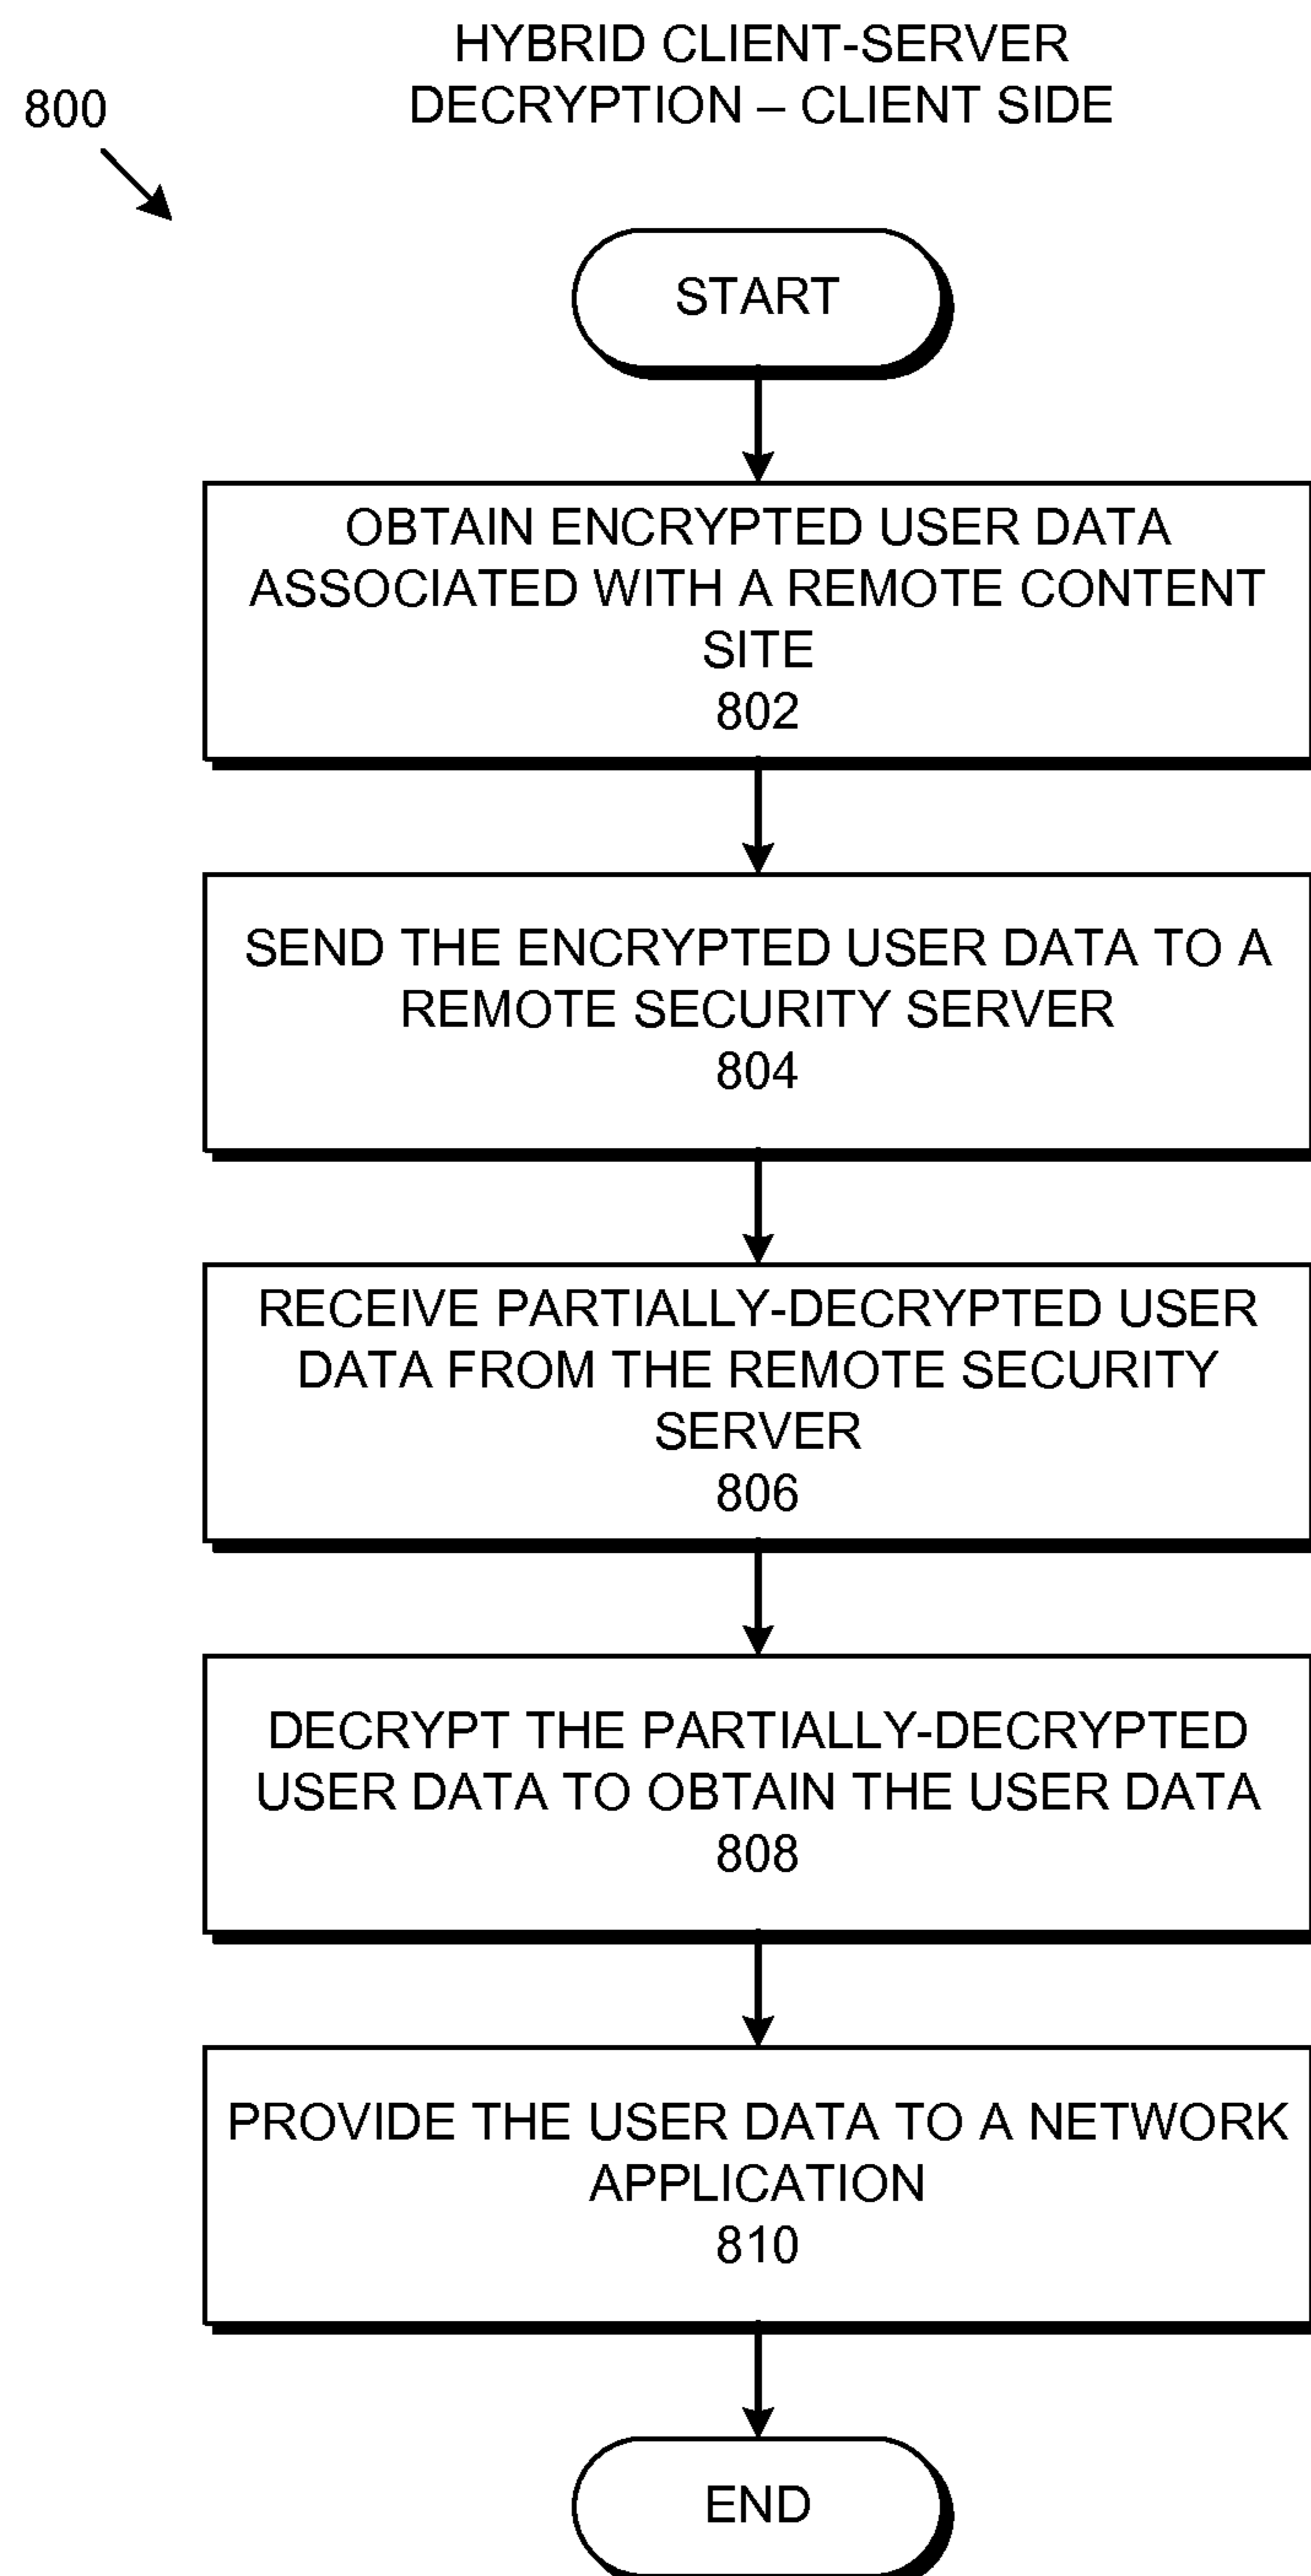 HYBRID CLIENT-SERVER
DECRYPTION – CLIENT SIDE
800
START
OBTAIN ENCRYPTED USER DATA
ASSOCIATED WITH A REMOTE CONTENT
SITE
802
SEND THE ENCRYPTED USER DATA TO A
REMOTE SECURITY SERVER
804
RECEIVE PARTIALLY-DECRYPTED USER
DATA FROM THE REMOTE SECURITY
SERVER
806
DECRYPT THE PARTIALLY-DECRYPTED
USER DATA TO OBTAIN THE USER DATA
808
PROVIDE THE USER DATA TO A NETWORK
APPLICATION
810
END